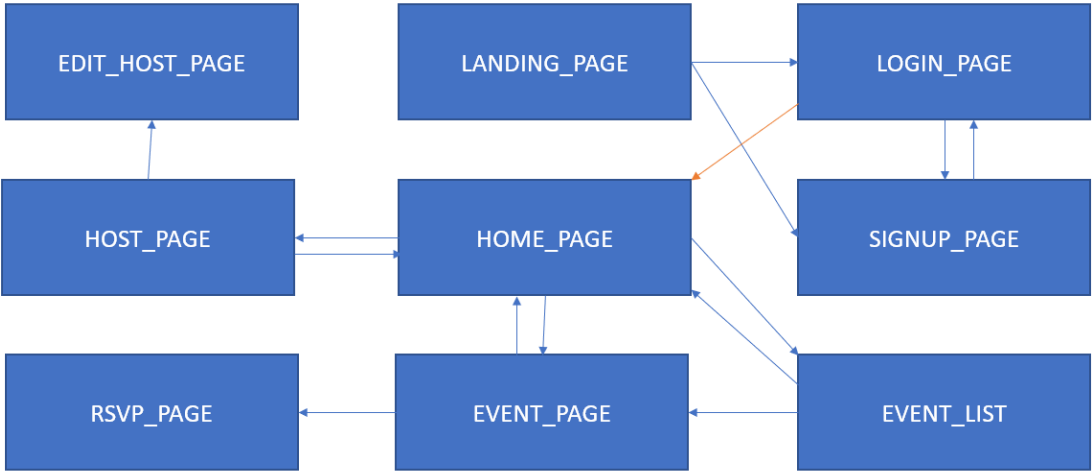 EDIT_HOST_PAGE
LANDING_PAGE
LOGIN_PAGE
HOST_PAGE
HOME_PAGE
SIGNUP_PAGE
RSVP_PAGE
EVENT_PAGE
EVENT_LIST